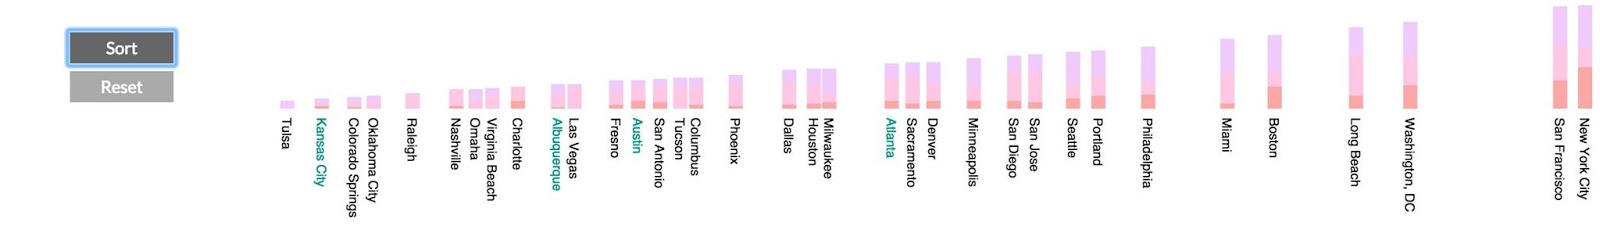 Sort
Reset
Tulsa
Kansas City
Colorado Springs
Oklahoma City
Raleigh
Nashville
Omaha
Virginia Beach
Charlotte
Albuquerque
Las Vegas
Fresno
Austin
San Antonio
Tucson
Columbus
Phoenix
Dallas
Houston
Milwaukee
Atlanta
Sacramento
Denver
Minneapolis
San Diego
San Jose
Seattle
Portland
Philadelphia
Miami
Boston
Long Beach
Washington, DC
San Francisco
New York City